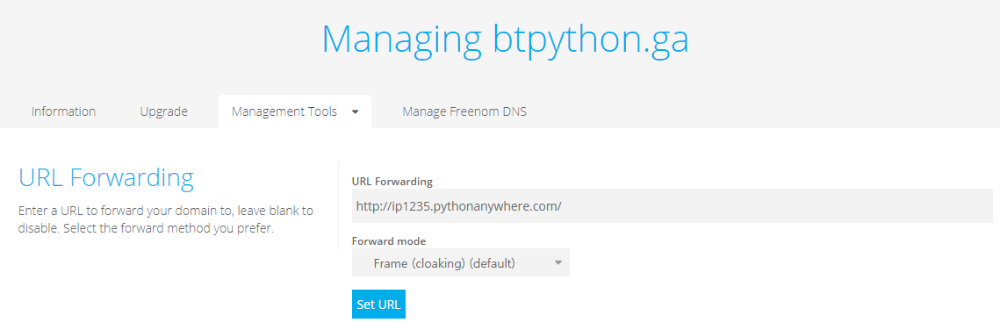 Managing btpython.ga
Information
Upgrade
Management Tools
Manage Freenom DNS
URL Forwarding
Enter a URL to forward your domain to, leave blank to
disable. Select the forward method you prefer.
URL Forwarding
http://ip1235.pythonanywhere.com/
Forward mode
Frame (cloaking) (default)
Set URL